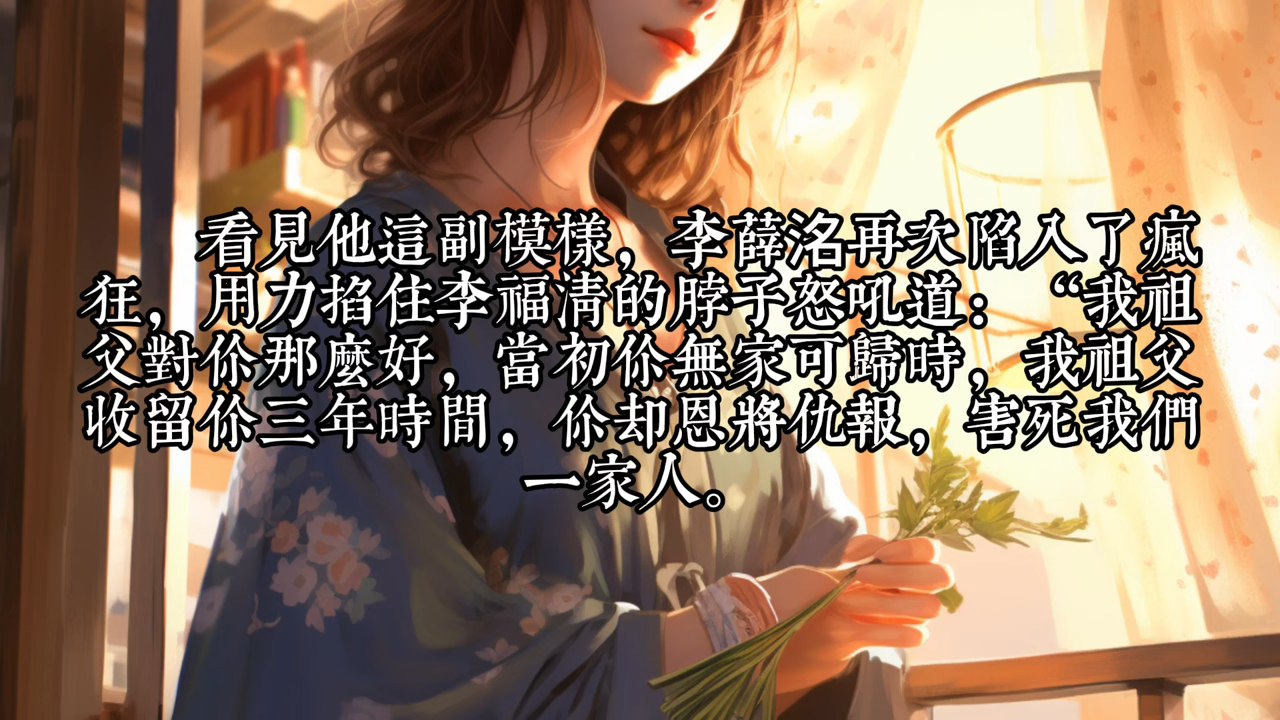 看見他這副模樣，李薛洺再次陷入了瘋
狂，用力掐住李福清的脖子怒吼道：“我祖
父對你那麼好，當初你無家可歸時，我祖父
收留你三年時間，你却恩將仇報，害死我們
一家人。